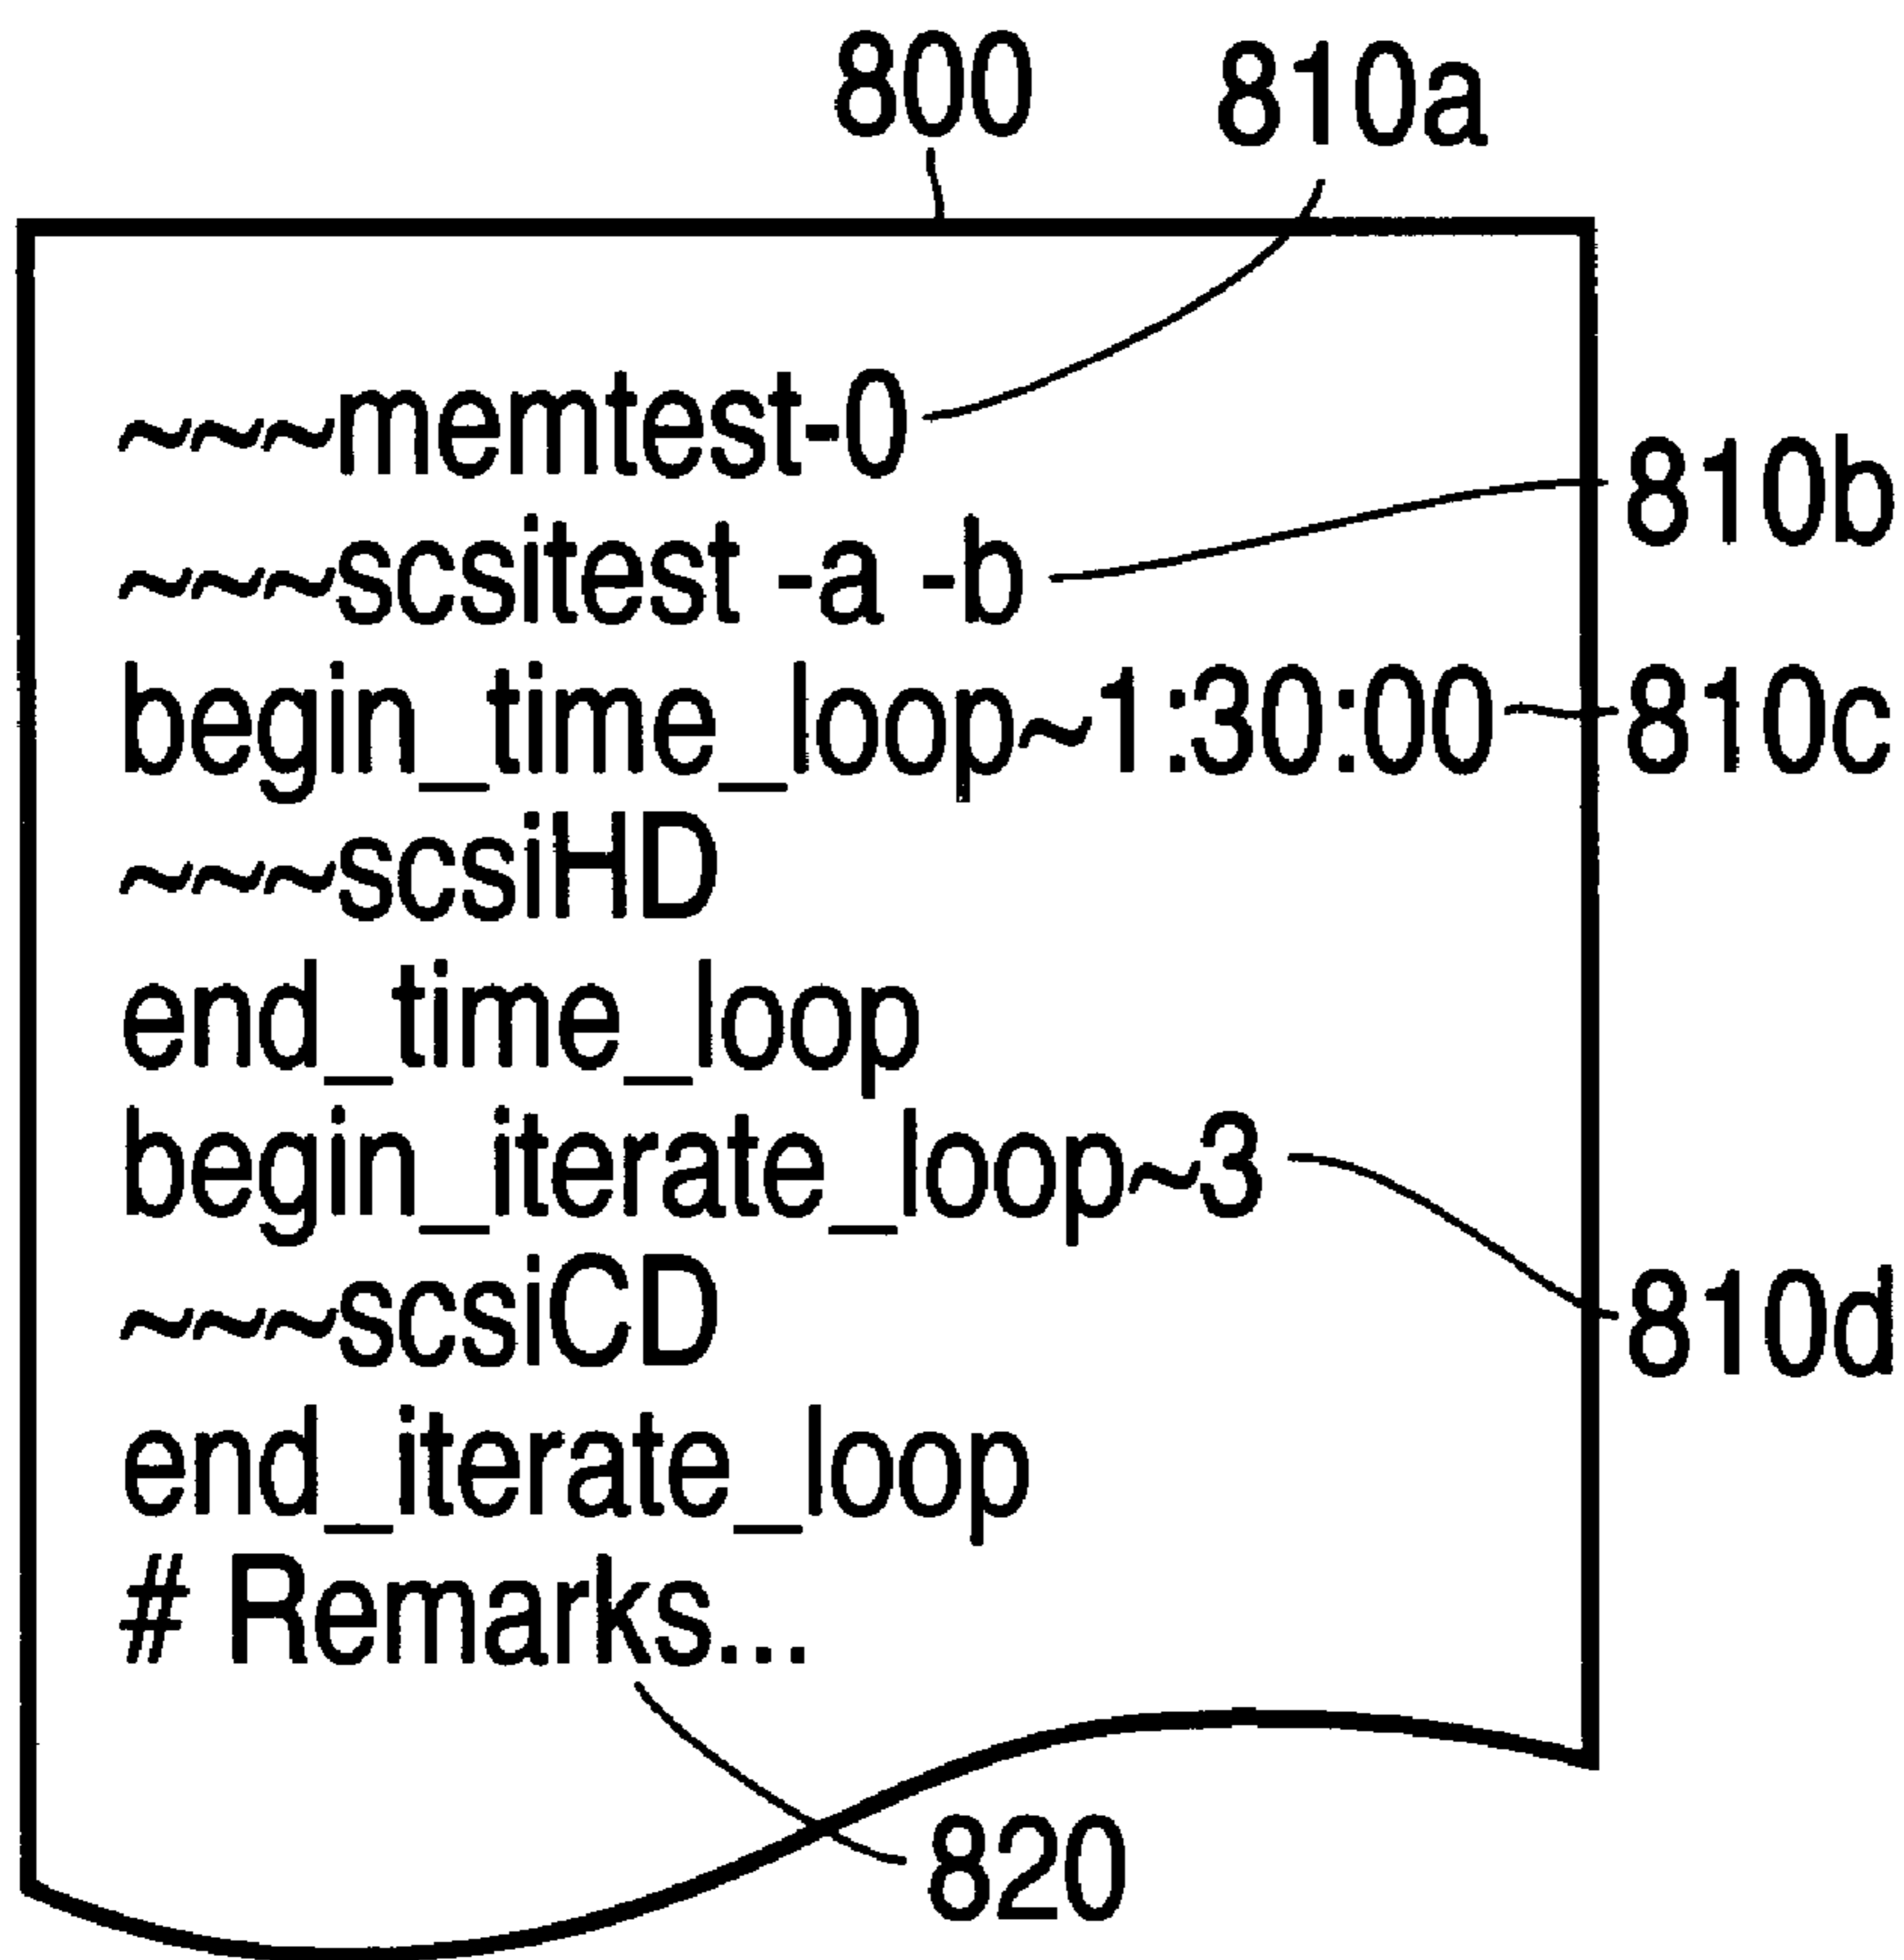 800 810a
~~~memtest-0
810b
~~~scsitest -a -b
begin_time_loop~1:30:00 810c
~~~scsiHD
end_time_loop
begin_iterate_loop~3
~~~scsiCD 810d
end_iterate_loop
# Remarks...
820